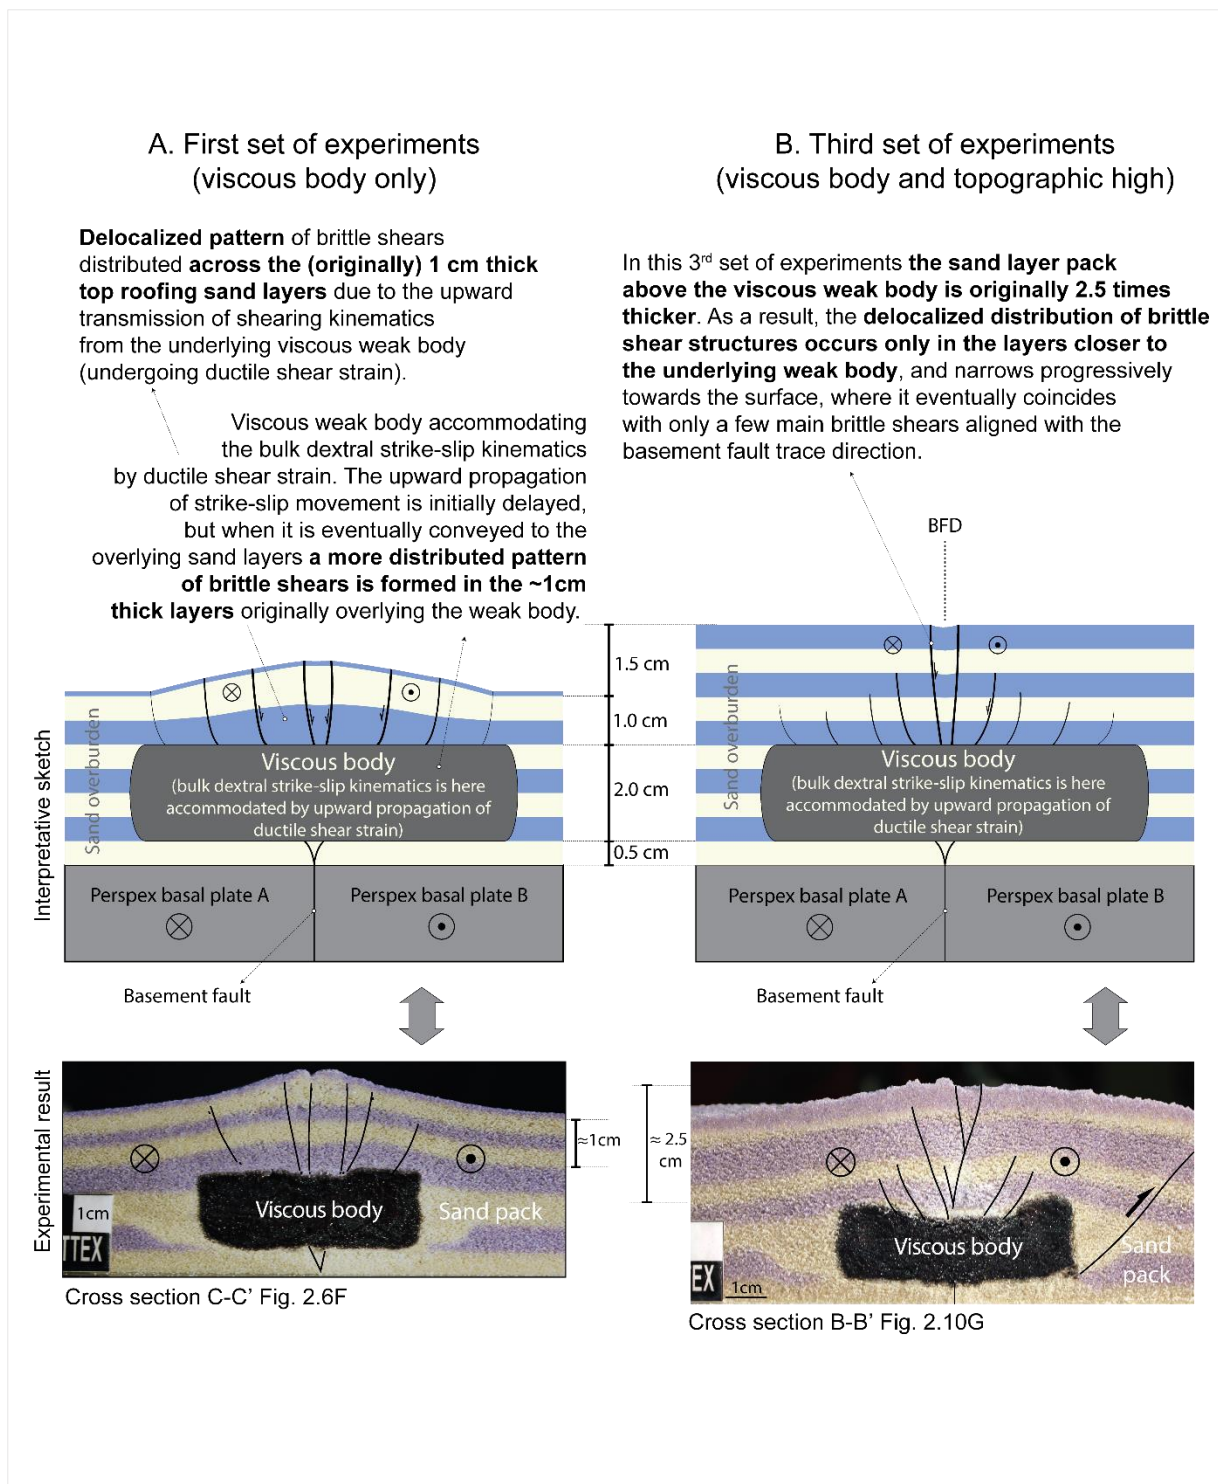 A. First set of experiments
(viscous body only)
Delocalized pattern of brittle shears
distributed across the (originally) 1 cm thick
top roofing sand layers due to the upward
transmission of shearing kinematics
from the underlying viscous weak body
(undergoing ductile shear strain).
Viscous weak body accommodating
the bulk dextral strike-slip kinematics
by ductile shear strain. The upward propagation
of strike-slip movement is initially delayed,
but when it is eventually conveyed to the
overlying sand layers a more distributed pattern
of brittle shears is formed in the ~1cm
thick layers originally overlying the weak body.
B. Third set of experiments
(viscous body and topographic high)
In this 3rd set of experiments the sand layer pack
above the viscous weak body is originally 2.5 times
thicker. As a result, the delocalized distribution of brittle
shear structures occurs only in the layers closer to
the underlying weak body, and narrows progressively
towards the surface, where it eventually coincides
with only a few main brittle shears aligned with the
basement fault trace direction.
Interpretative sketch
Sand overburden
Viscous body
(bulk dextral strike-slip kinematics is here
accommodated by upward propagation of
ductile shear strain)
Perspex basal plate A
Perspex basal plate B
Basement fault
1.5 cm
1.0 cm
2.0 cm
0.5 cm
BFD
Sand overburden
Viscous body
(bulk dextral strike-slip kinematics is here
accommodated by upward propagation of
ductile shear strain)
Perspex basal plate A
Perspex basal plate B
Basement fault
Experimental result
1cm
TTEX
Viscous body
Sand pack
≈1cm
Cross section C-C’ Fig. 2.6F
≈ 2.5
cm
EX
1cm
Viscous body
Sand
pack
Cross section B-B’ Fig. 2.10G